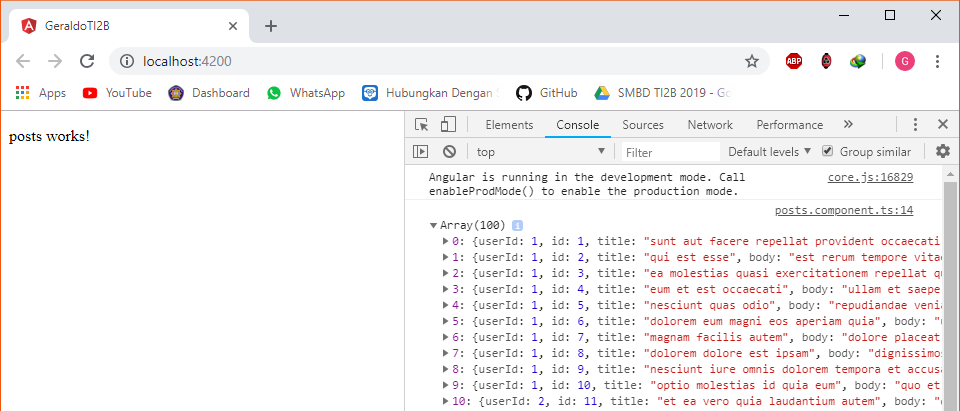 GeraldoTI2B
localhost:4200
ABP
G
Apps YouTube Dashboard WhatsApp Hubungkan Dengan GitHub SMBD TI2B 2019 - Go
Elements Console Sources Network Performance »
top Filter Default levels Group similar
posts works!
Angular is running in the development mode. Call core.js:16829
enableProdMode() to enable the production mode.
posts.component.ts:14
Array(100) i
0: {userId: 1, id: 1, title: "sunt aut facere repellat provident occaecati
1: {userId: 1, id: 2, title: "qui est esse", body: "est rerum tempore vitae
2: {userId: 1, id: 3, title: "ea molestias quasi exercitationem repellat q
3: {userId: 1, id: 4, title: "eum et est occaecati", body: "ullam et saepe
4: {userId: 1, id: 5, title: "nesciunt quas odio", body: "repudiandae venia
5: {userId: 1, id: 6, title: "dolorem eum magni eos aperiam quia", body: "
6: {userId: 1, id: 7, title: "magnam facilis autem", body: "dolore placeat
7: {userId: 1, id: 8, title: "dolorem dolore est ipsam", body: "dignissimo
8: {userId: 1, id: 9, title: "nesciunt iure omnis dolorem tempora et accusa
9: {userId: 1, id: 10, title: "optio molestias id quia eum", body: "quo et
10: {userId: 2, id: 11, title: "et ea vero quia laudantium autem", body: "